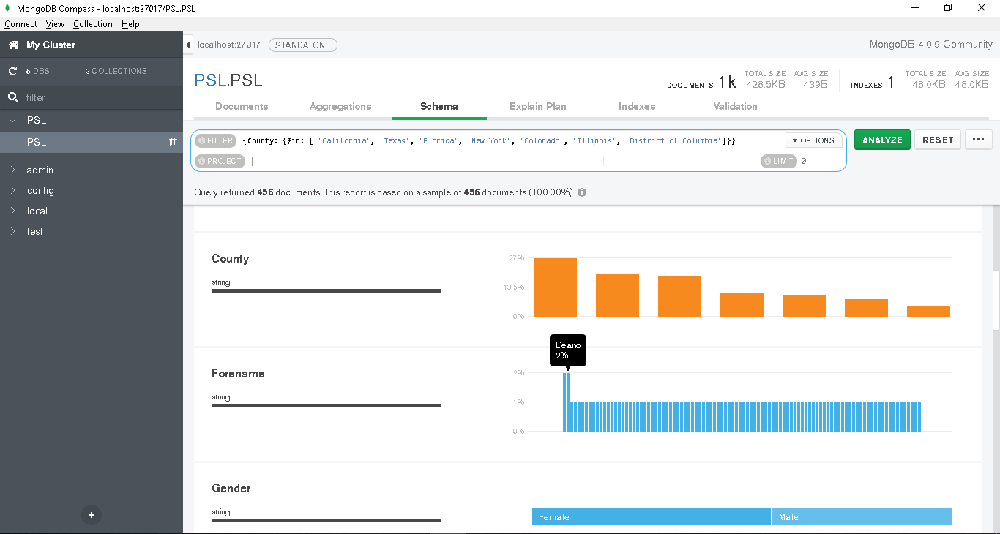 MongoDB Compass - localhost:27017/PSL.PSL
Connect View Collection Help
My Cluster
localhost:27017 STANDALONE
MongoDB 4.0.9 Community
5 DBS 3 COLLECTIONS
filter
PSL
PSL
admin
config
local
test
PSL.PSL
DOCUMENTS 1k TOTAL SIZE 428.5KB AVG. SIZE 439B INDEXES 1 TOTAL SIZE 48.0KB AVG. SIZE 48.0KB
Documents Aggregations Schema Explain Plan Indexes Validation
FILTER {County: {$in: [ 'California', 'Texas', 'Florida', 'New York', 'Colorado', 'Illinois', 'District of Columbia']}} OPTIONS ANALYZE RESET ...
PROJECT LIMIT 0
Query returned 456 documents. This report is based on a sample of 456 documents (100.00%).
County
string
27%
13.5%
0%
Forename
string
Delano
2%
2%
1%
0%
Gender
string
Female Male